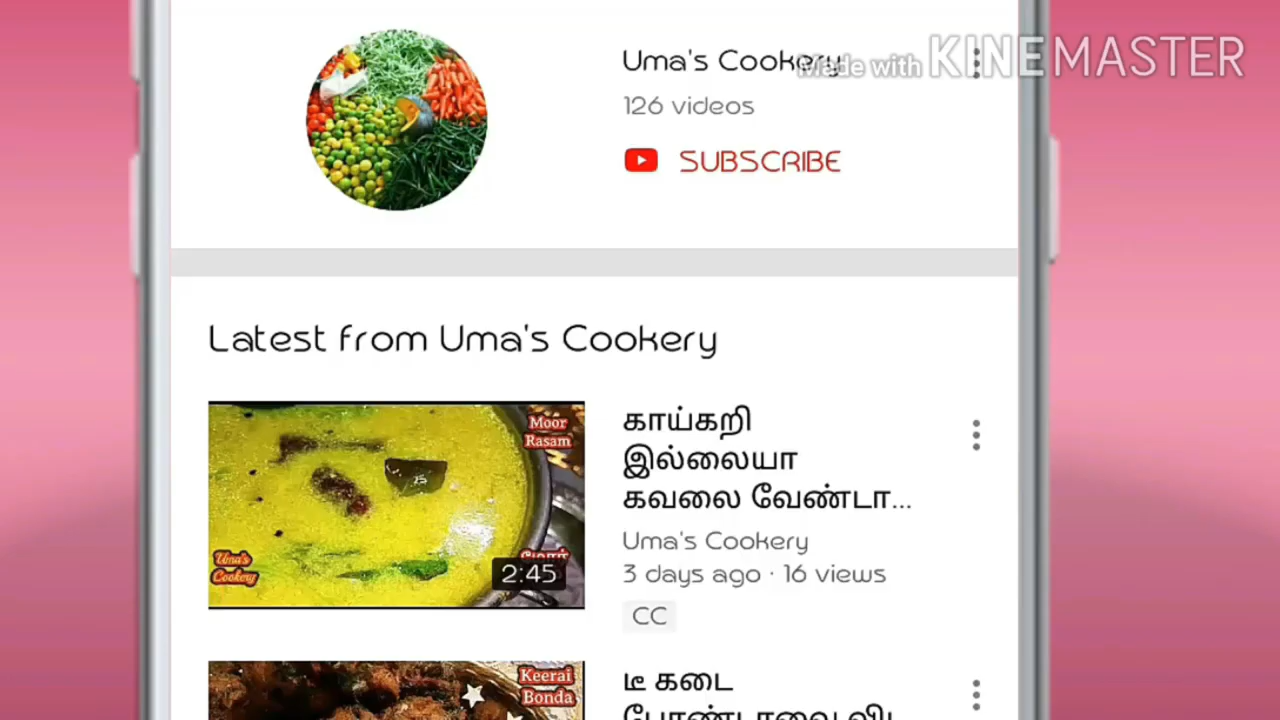 Uma's Cookery
Made with KINEMASTER
126 videos
SUBSCRIBE
Latest from Uma's Cookery
Moor
Rasam
Uma's
Cookery
மோர்
2:45
காய்கறி
இல்லையா
கவலை வேண்டா...
Uma's Cookery
3 days ago · 16 views
CC
Keerai
Bonda
டீ கடை